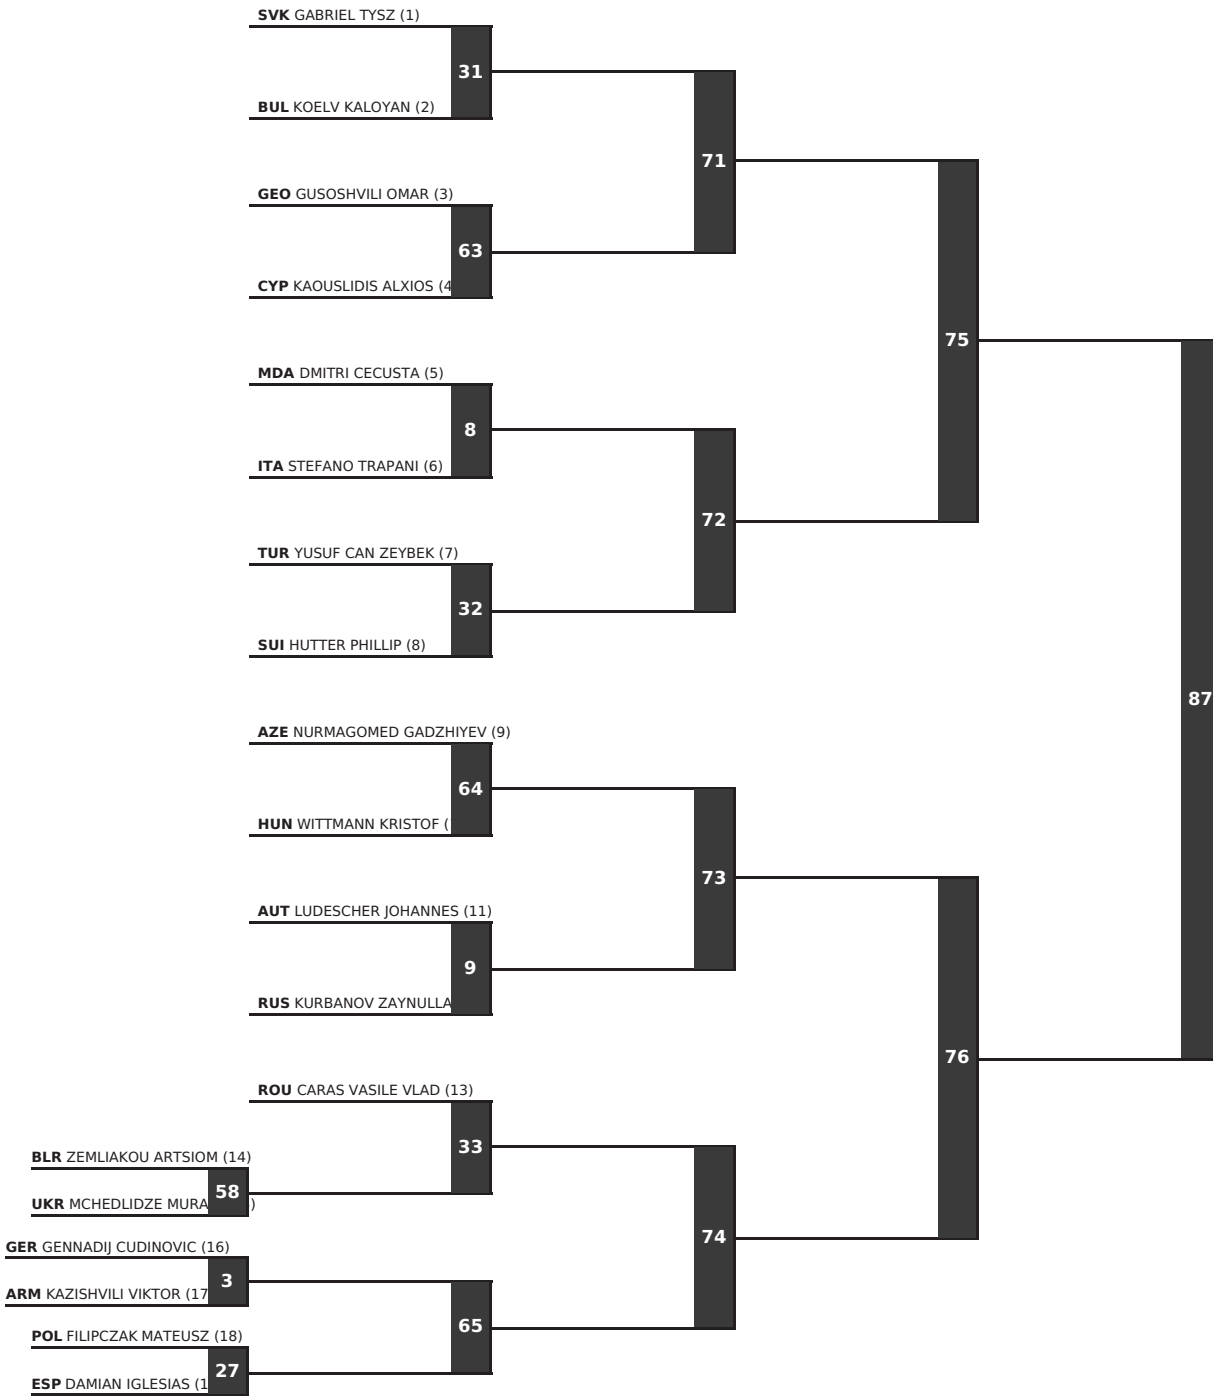 SVK GABRIEL TYSZ (1)
31
BUL KOELV KALOYAN (2)
71
GEO GUSOSHVILI OMAR (3)
63
CYP KAOUSLIDIS ALXIOS (4
75
MDA DMITRI CECUSTA (5)
8
ITA STEFANO TRAPANI (6)
72
TUR YUSUF CAN ZEYBEK (7)
32
SUI HUTTER PHILLIP (8)
87
AZE NURMAGOMED GADZHIYEV (9)
64
HUN WITTMANN KRISTOF (
73
AUT LUDESCHER JOHANNES (11)
9
RUS KURBANOV ZAYNULLA
76
ROU CARAS VASILE VLAD (13)
33
BLR ZEMLIAKOU ARTSIOM (14)
58
UKR MCHEDLIDZE MURA )
74
GER GENNADIJ CUDINOVIC (16)
3
ARM KAZISHVILI VIKTOR (17
65
POL FILIPCZAK MATEUSZ (18)
27
ESP DAMIAN IGLESIAS (1